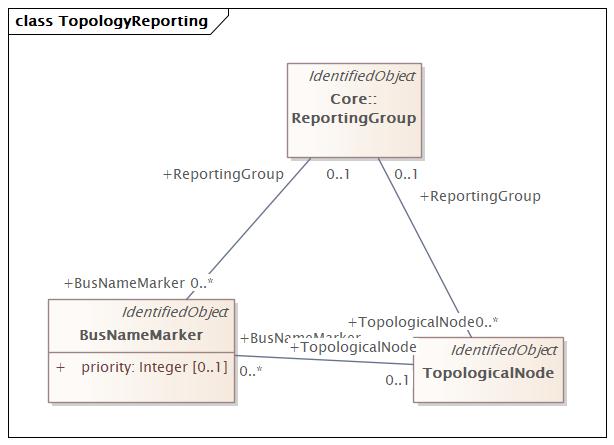 class TopologyReporting
IdentifiedObject
Core::
ReportingGroup
+ReportingGroup
0..1
0..1
+ReportingGroup
+BusNameMarker 0..*
+TopologicalNode0..*
IdentifiedObject
BusNameMarker
+ priority: Integer [0..1]
+BusNameMarker
+TopologicalNode
0..*
0..1
IdentifiedObject
TopologicalNode